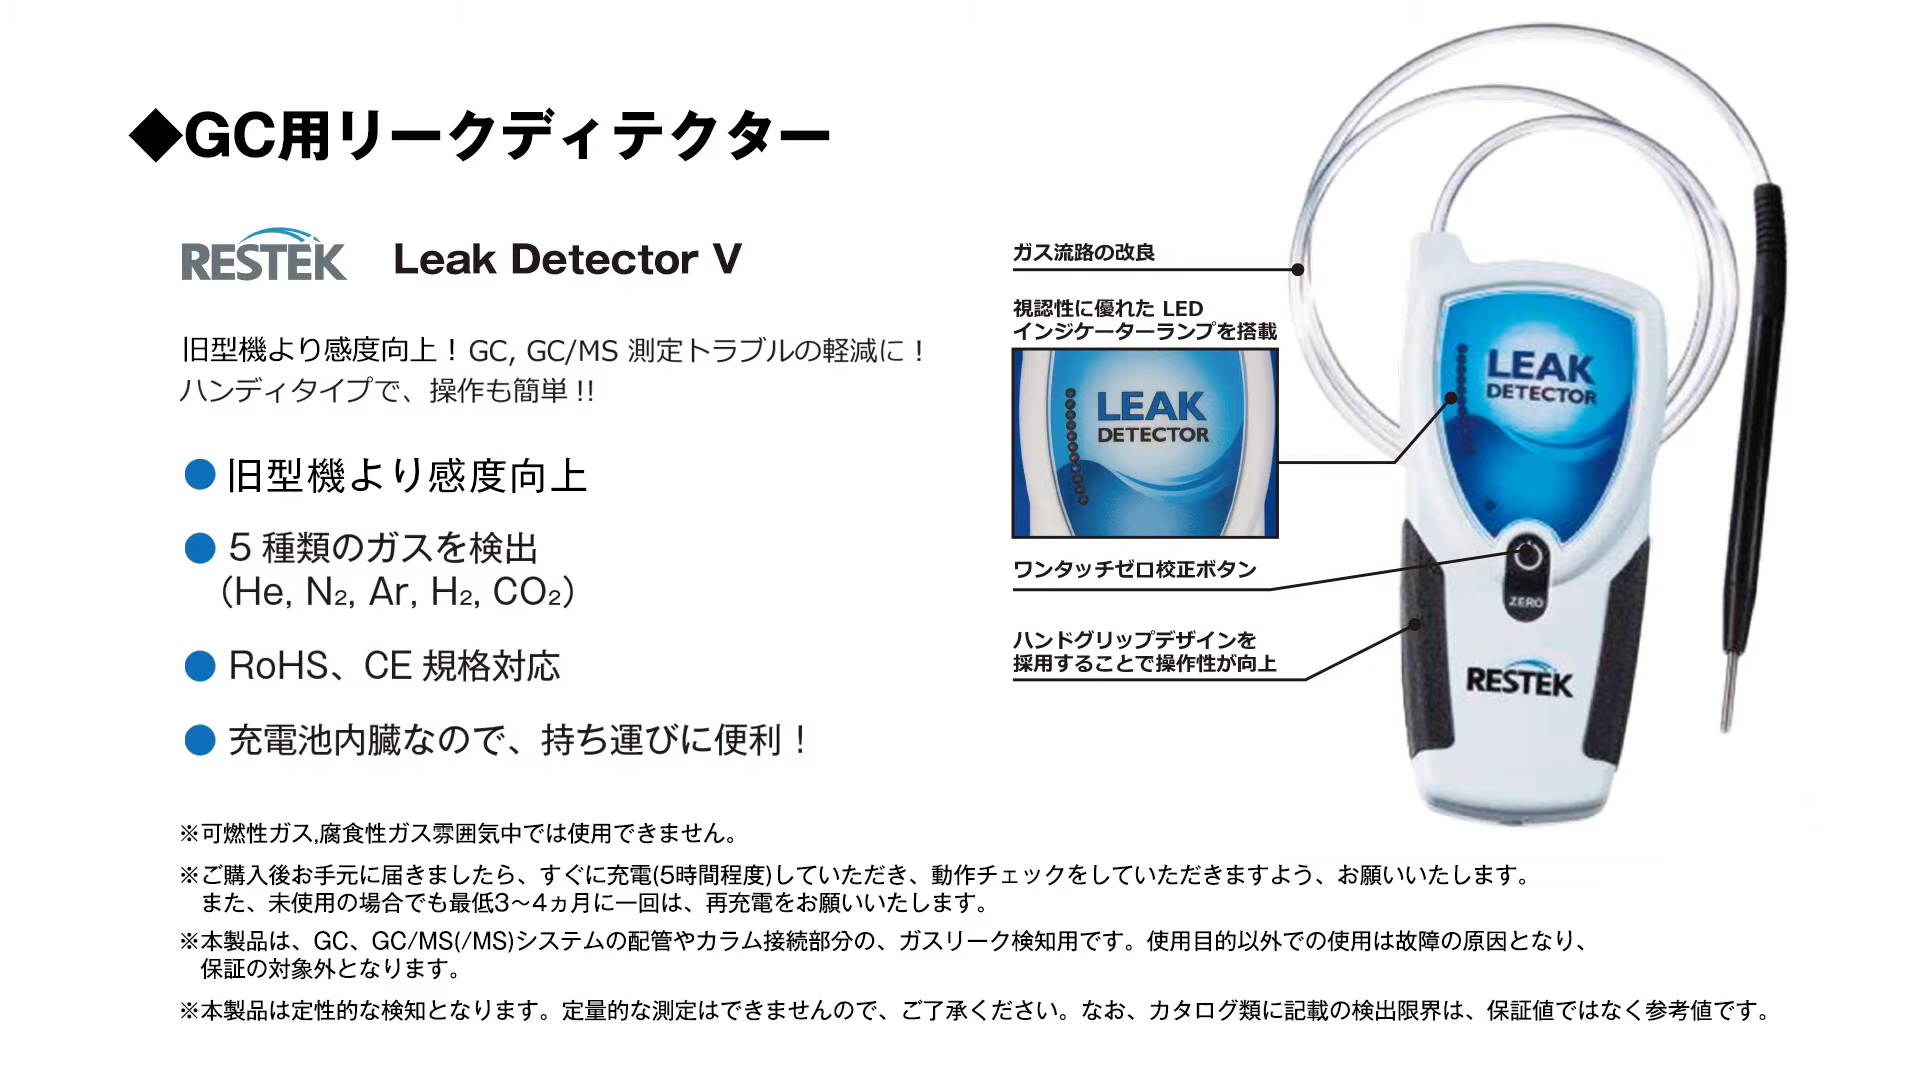 ◆GC用リークディテクター
RESTEK Leak Detector V
旧型機より感度向上！GC, GC/MS 測定トラブルの軽減に！
ハンディタイプで、操作も簡単 !!
● 旧型機より感度向上
● 5 種類のガスを検出
（He, N₂, Ar, H₂, CO₂）
● RoHS、CE 規格対応
● 充電池内臓なので、持ち運びに便利！
ガス流路の改良
視認性に優れた LED
インジケーターランプを搭載
LEAK
DETECTOR
ワンタッチゼロ校正ボタン
ハンドグリップデザインを
採用することで操作性が向上
LEAK
DETECTOR
ZERO
RESTEK
※可燃性ガス,腐食性ガス雰囲気中では使用できません。
※ご購入後お手元に届きましたら、すぐに充電(5時間程度)していただき、動作チェックをしていただきますよう、お願いいたします。
また、未使用の場合でも最低3～4ヵ月に一回は、再充電をお願いいたします。
※本製品は、GC、GC/MS(/MS)システムの配管やカラム接続部分の、ガスリーク検知用です。使用目的以外での使用は故障の原因となり、
保証の対象外となります。
※本製品は定性的な検知となります。定量的な測定はできませんので、ご了承ください。なお、カタログ類に記載の検出限界は、保証値ではなく参考値です。